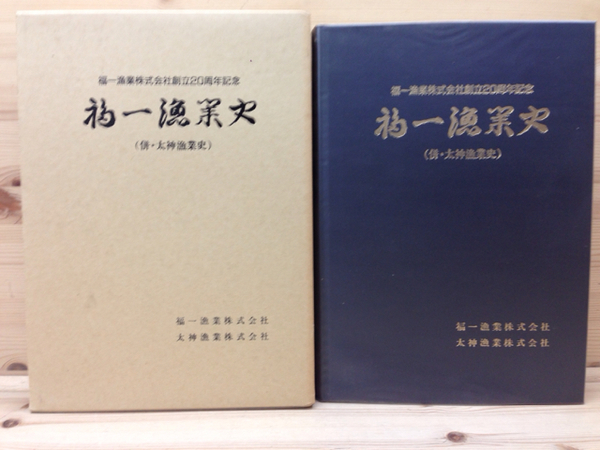 福一漁業株式会社創立20周年記念
福一漁業史
(併・太神漁業史)
福一漁業株式会社
太神漁業株式会社
福一漁業株式会社創立20周年記念
福一漁業史
(併・太神漁業史)
福一漁業株式会社
太神漁業株式会社